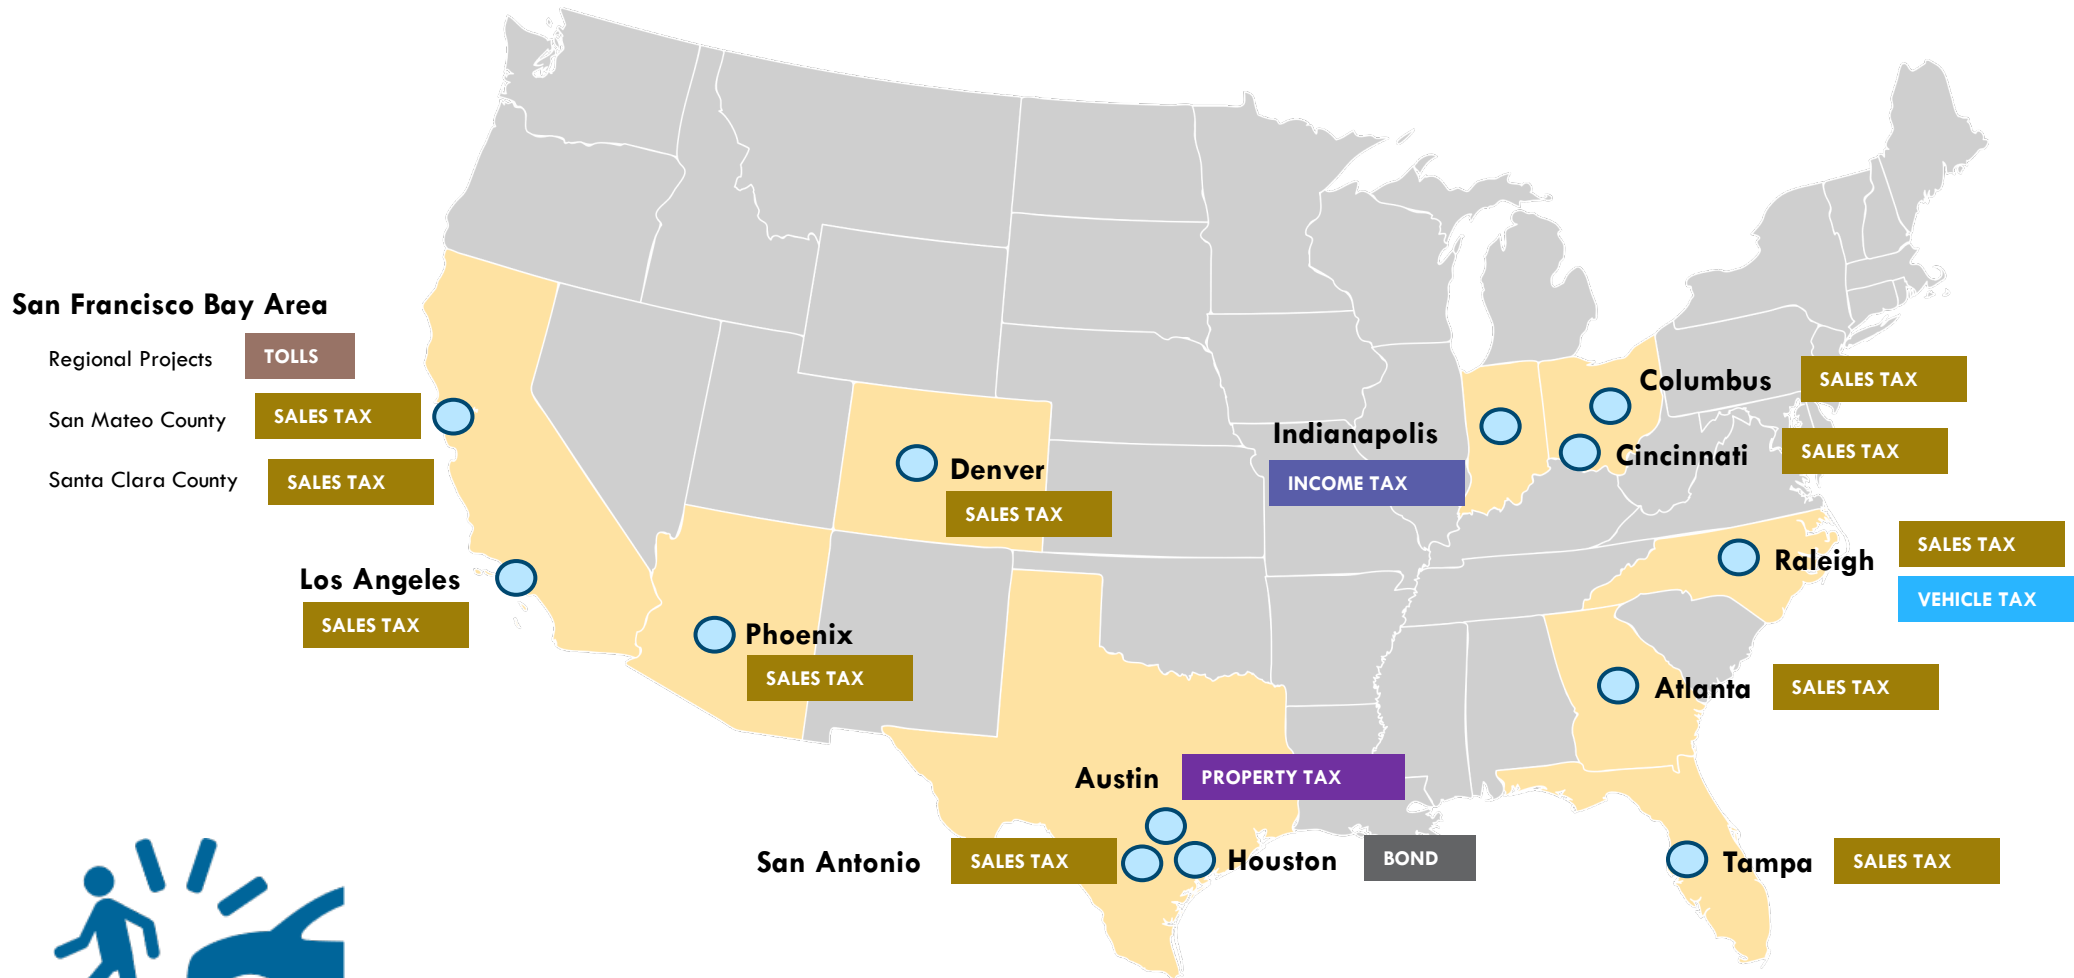 San Francisco Bay Area
Regional Projects TOLLS
San Mateo County SALES TAX
Santa Clara County SALES TAX
Los Angeles
SALES TAX
Denver
SALES TAX
Phoenix
SALES TAX
Austin PROPERTY TAX
San Antonio SALES TAX
Houston BOND
Indianapolis
INCOME TAX
Columbus SALES TAX
Cincinnati SALES TAX
Raleigh SALES TAX
VEHICLE TAX
Atlanta SALES TAX
Tampa SALES TAX